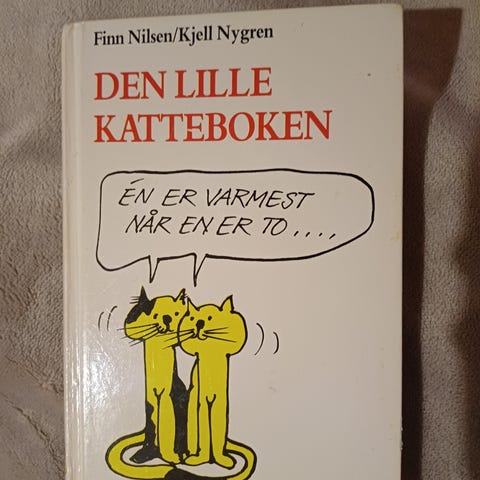 Finn Nilsen/Kjell Nygren
DEN LILLE
KATTEBOKEN
ÉN ER VARMEST
NÅR EN ER TO....,